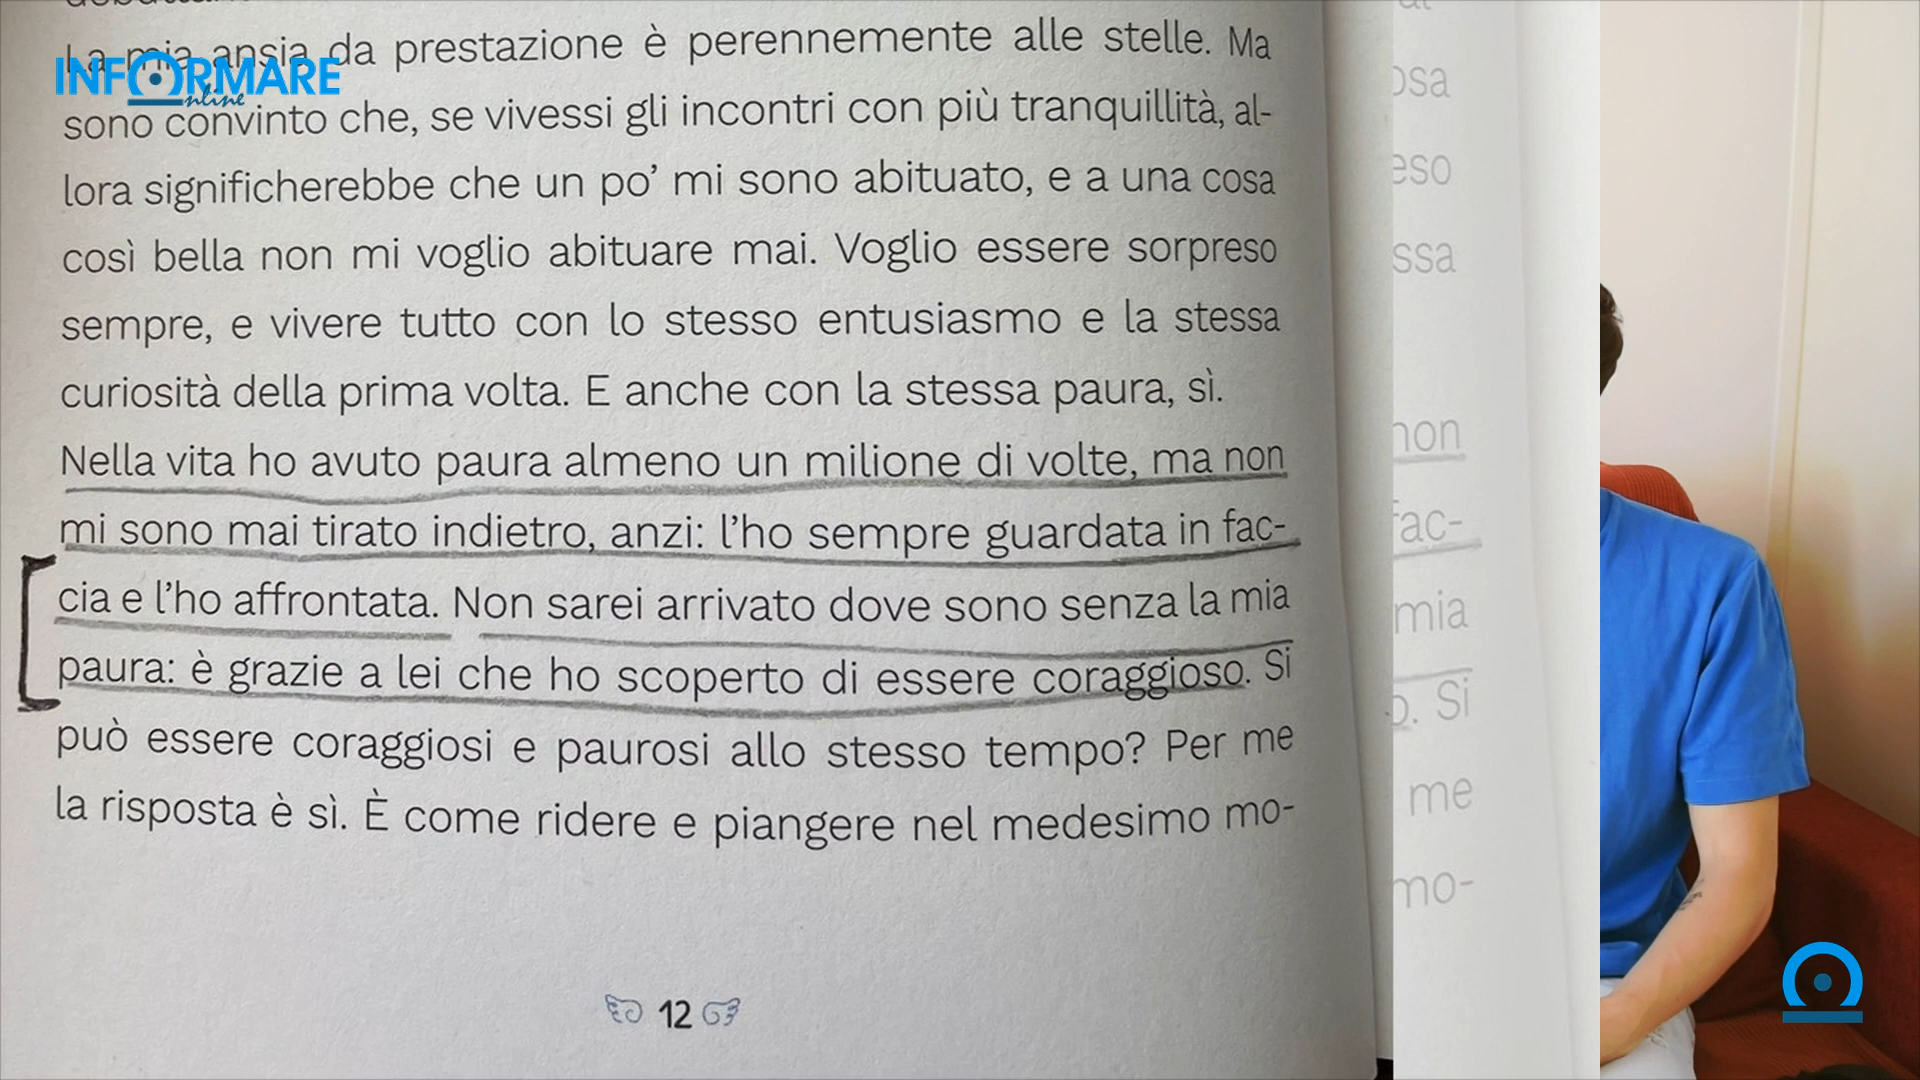 INFORMARE
online
La mia ansia da prestazione è perennemente alle stelle. Ma
sono convinto che, se vivessi gli incontri con più tranquillità, al-
lora significherebbe che un po’ mi sono abituato, e a una cosa
così bella non mi voglio abituare mai. Voglio essere sorpreso
sempre, e vivere tutto con lo stesso entusiasmo e la stessa
curiosità della prima volta. E anche con la stessa paura, sì.
Nella vita ho avuto paura almeno un milione di volte, ma non
mi sono mai tirato indietro, anzi: l’ho sempre guardata in fac-
cia e l’ho affrontata. Non sarei arrivato dove sono senza la mia
paura: è grazie a lei che ho scoperto di essere coraggioso. Si
può essere coraggiosi e paurosi allo stesso tempo? Per me
la risposta è sì. È come ridere e piangere nel medesimo mo-
12
osa
eso
ssa
non
fac-
mia
o. Si
me
mo-